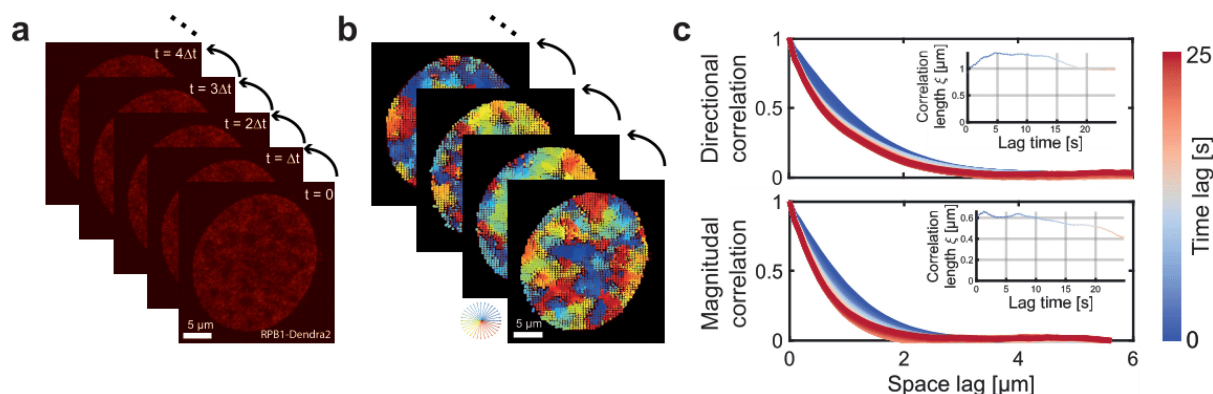 a
t = 4Δt
t = 3Δt
t = 2Δt
t = Δt
t = 0
5 µm
RPB1-Dendra2
b
5 µm
c
1
0.5
0
Directional
correlation
Correlation
length ξ [µm]
1
0.5
0
0 5 10 15 20
Lag time [s]
1
0.5
0
Magnitudal
correlation
Correlation
length ξ [µm]
0.6
0.4
0.2
0 5 10 15 20
Lag time [s]
0 2 4 6
Space lag [µm]
25
Time lag [s]
0